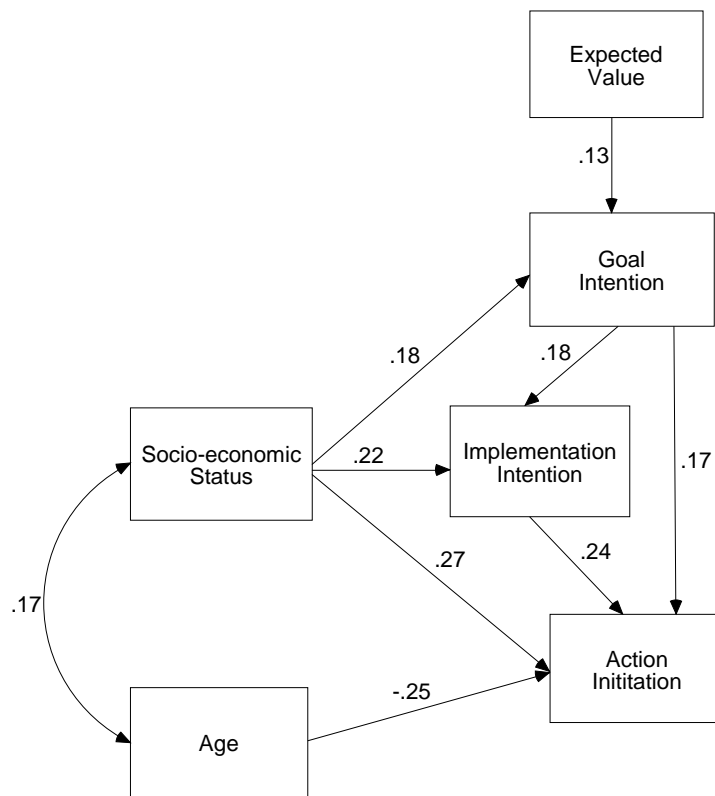 Expected
Value
.13
Goal
Intention
.18
.18
Socio-economic
Status
.22
Implementation
Intention
.17
.27
.24
.17
Action
Inititation
-.25
Age